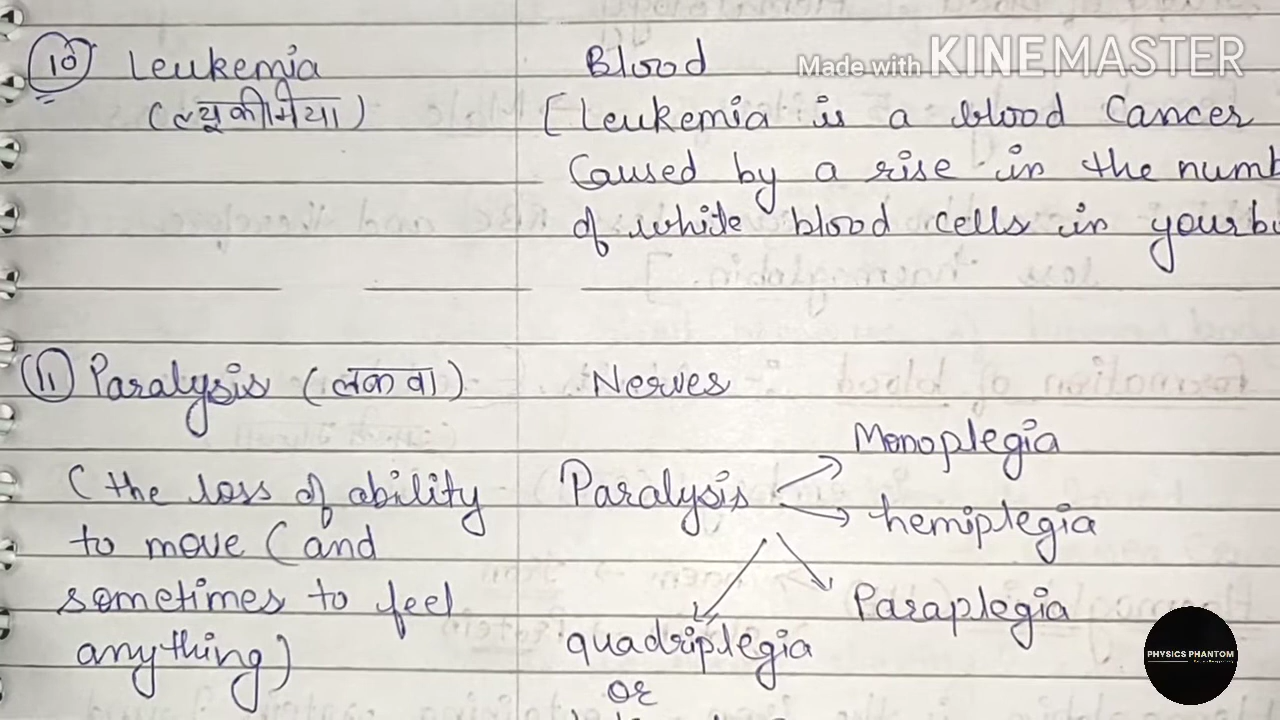 10 Leukemia
(ल्यूकीमिया)
Blood
Made with KINEMASTER
[Leukemia is a blood Cancer
Caused by a rise in the numb
of white blood cells in your
11 Paralysis (लकवा)
Nerves
(the loss of ability
to move (and
sometimes to feel
anything)
Paralysis
Monoplegia
hemiplegia
Paraplegia
quadriplegia
or
PHYSICS PHANTOM